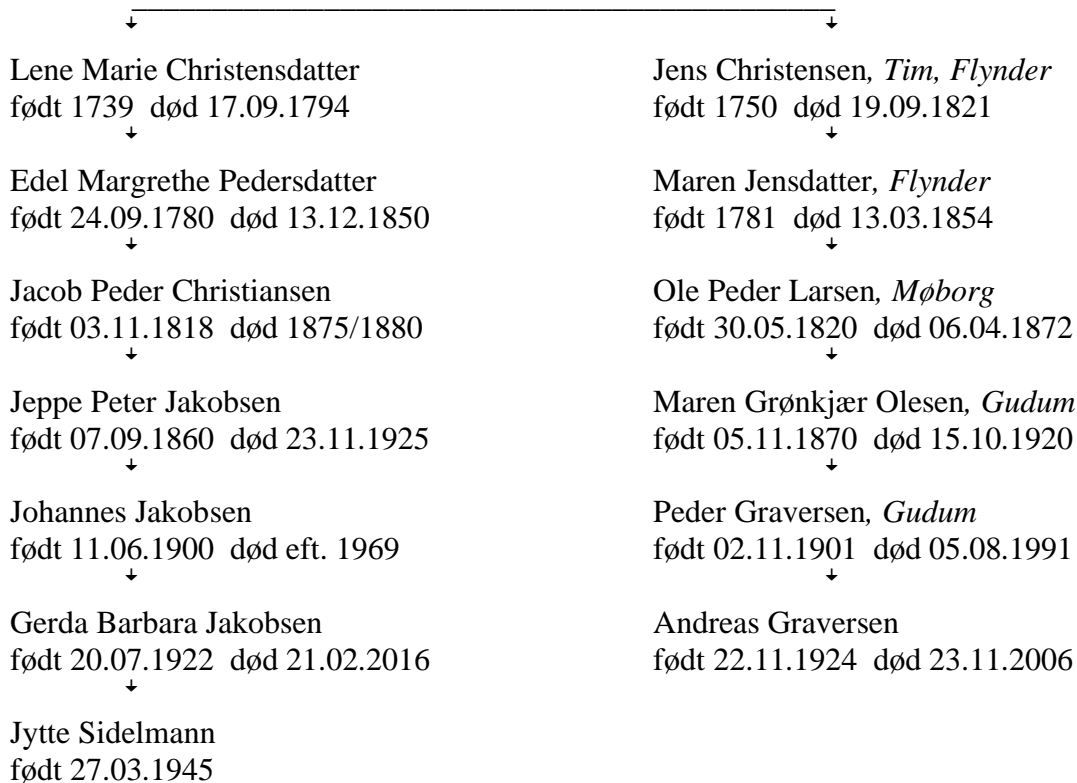 Lene Marie Christensdatter
født 1739 død 17.09.1794
Edel Margrethe Pedersdatter
født 24.09.1780 død 13.12.1850
Jacob Peder Christiansen
født 03.11.1818 død 1875/1880
Jeppe Peter Jakobsen
født 07.09.1860 død 23.11.1925
Johannes Jakobsen
født 11.06.1900 død eft. 1969
Gerda Barbara Jakobsen
født 20.07.1922 død 21.02.2016
Jytte Sidelmann
født 27.03.1945
Jens Christensen, Tim, Flynder
født 1750 død 19.09.1821
Maren Jensdatter, Flynder
født 1781 død 13.03.1854
Ole Peder Larsen, Møborg
født 30.05.1820 død 06.04.1872
Maren Grønkjær Olesen, Gudum
født 05.11.1870 død 15.10.1920
Peder Graversen, Gudum
født 02.11.1901 død 05.08.1991
Andreas Graversen
født 22.11.1924 død 23.11.2006